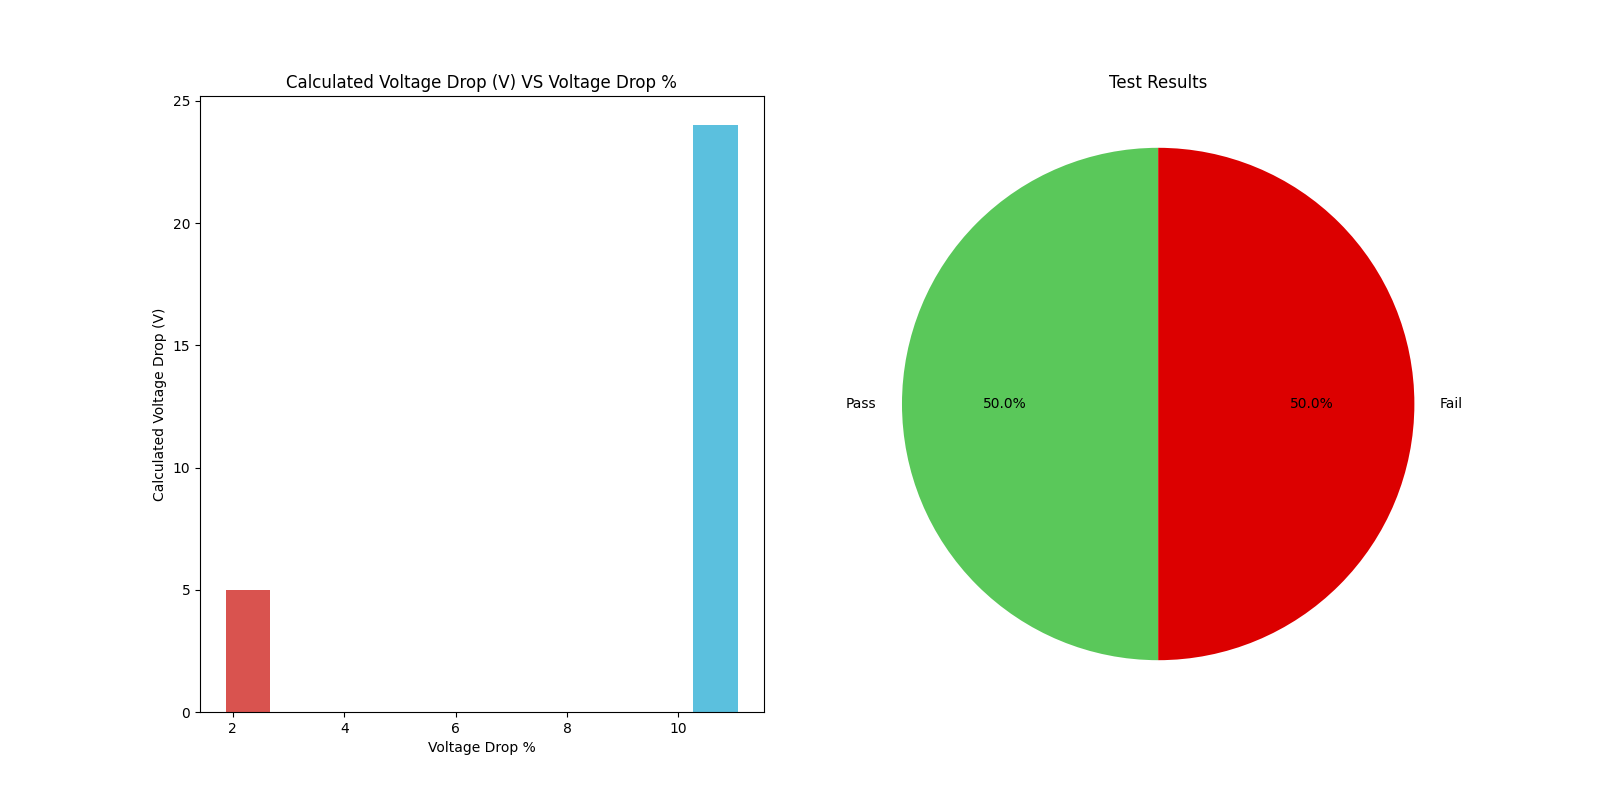 Calculated Voltage Drop (V) VS Voltage Drop %
25
20
15
10
5
0
Calculated Voltage Drop (V)
2 4 6 8 10
Voltage Drop %
Test Results
Pass 50.0% 50.0% Fail